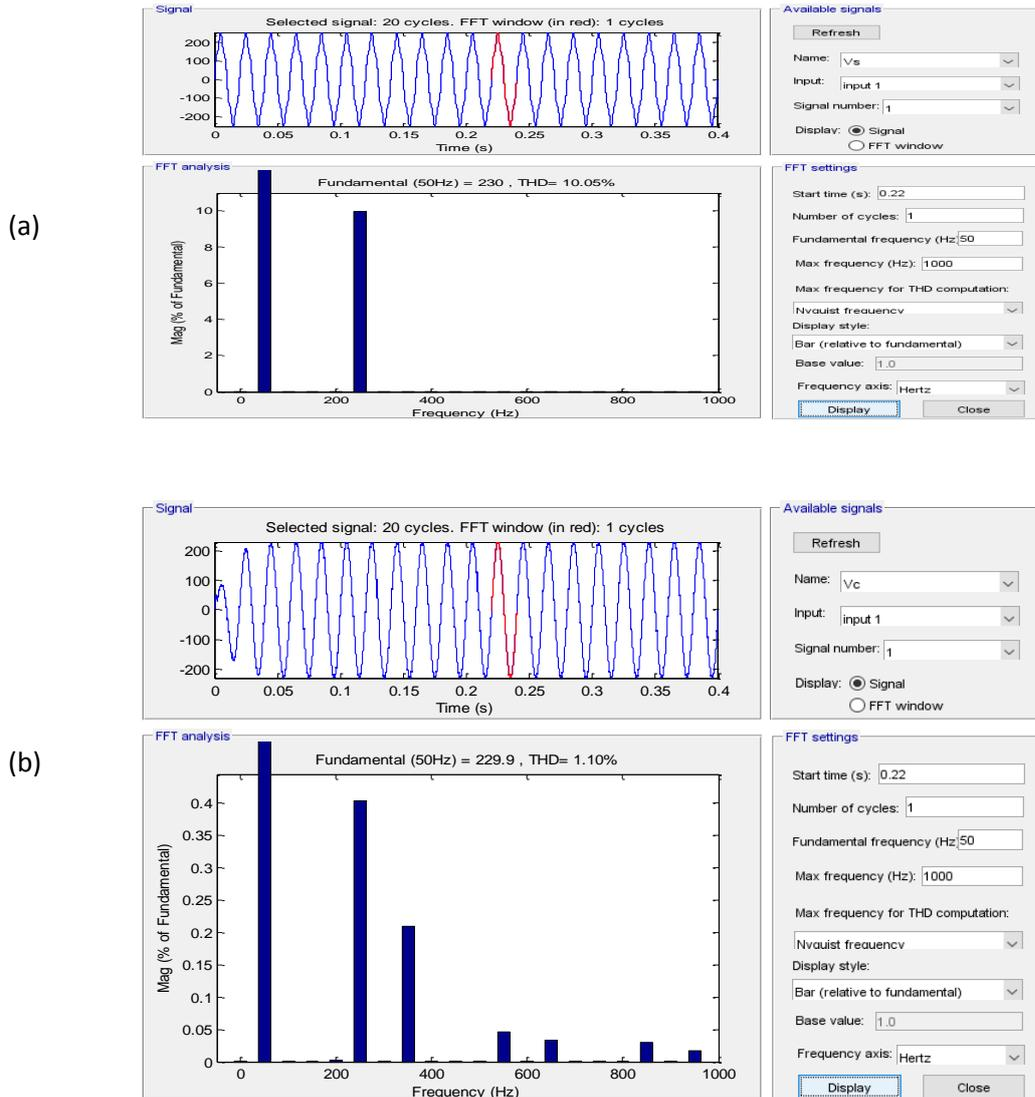 (a)
Signal
Selected signal: 20 cycles. FFT window (in red): 1 cycles
200
100
0
-100
-200
0 0.05 0.1 0.15 0.2 0.25 0.3 0.35 0.4
Time (s)
Available signals
Refresh
Name: Vs
Input: input 1
Signal number: 1
Display: Signal
FFT window
FFT analysis
Fundamental (50Hz) = 230 , THD= 10.05%
Mag (% of Fundamental)
10
8
6
4
2
0
0 200 400 600 800 1000
Frequency (Hz)
FFT settings
Start time (s): 0.22
Number of cycles: 1
Fundamental frequency (Hz 50
Max frequency (Hz): 1000
Max frequency for THD computation:
Nyquist frequency
Display style:
Bar (relative to fundamental)
Base value: 1.0
Frequency axis: Hertz
Display Close
(b)
Signal
Selected signal: 20 cycles. FFT window (in red): 1 cycles
200
100
0
-100
-200
0 0.05 0.1 0.15 0.2 0.25 0.3 0.35 0.4
Time (s)
Available signals
Refresh
Name: Vc
Input: input 1
Signal number: 1
Display: Signal
FFT window
FFT analysis
Fundamental (50Hz) = 229.9 , THD= 1.10%
Mag (% of Fundamental)
0.4
0.35
0.3
0.25
0.2
0.15
0.1
0.05
0
0 200 400 600 800 1000
Frequency (Hz)
FFT settings
Start time (s): 0.22
Number of cycles: 1
Fundamental frequency (Hz 50
Max frequency (Hz): 1000
Max frequency for THD computation:
Nyquist frequency
Display style:
Bar (relative to fundamental)
Base value: 1.0
Frequency axis: Hertz
Display Close